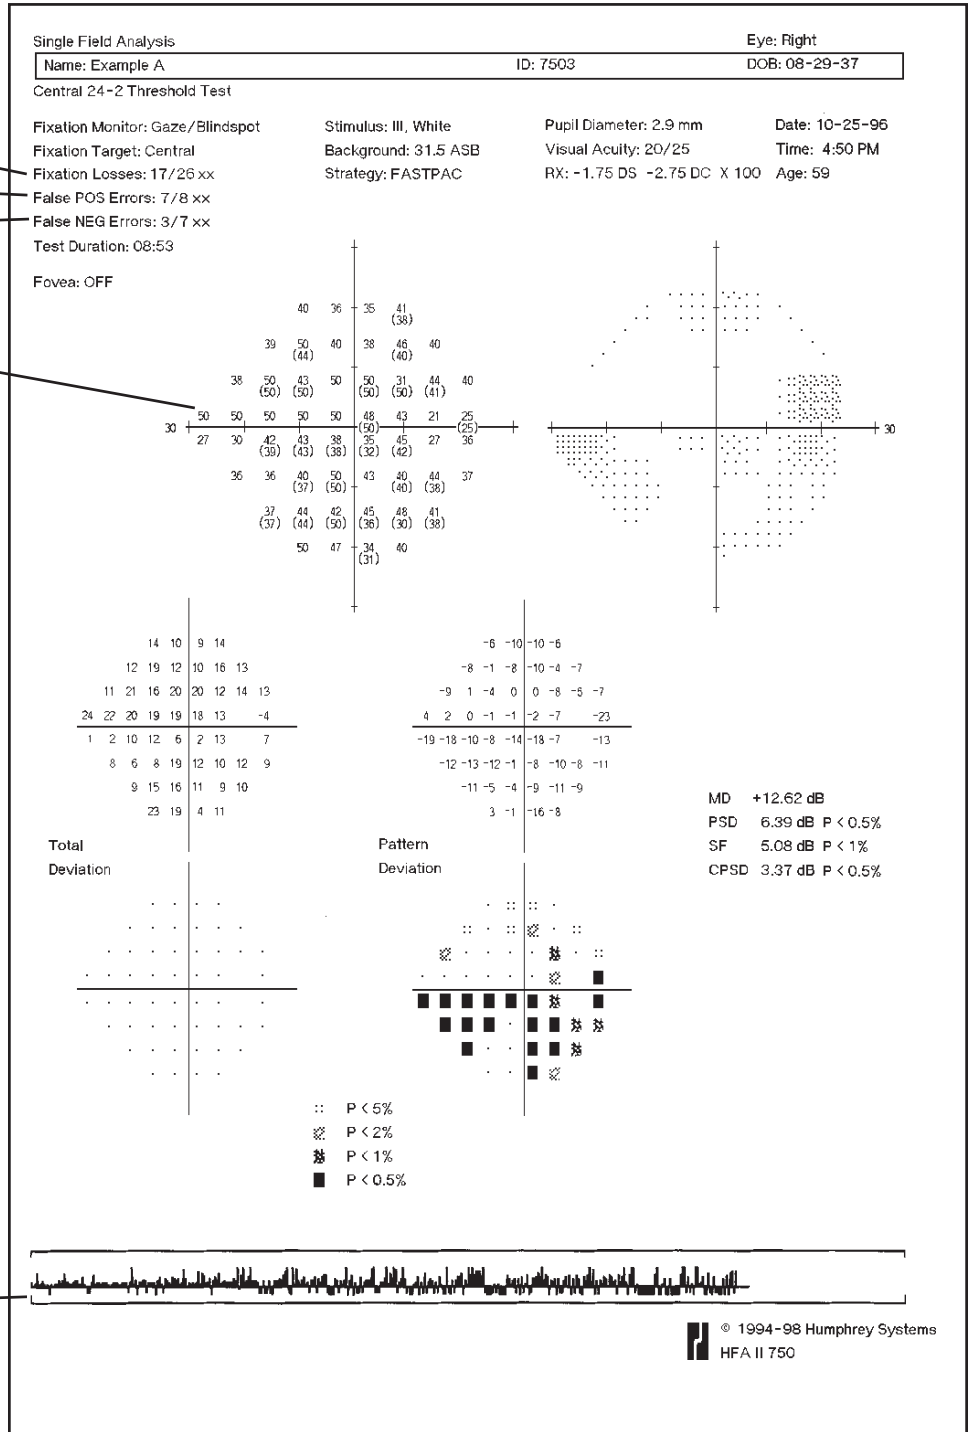 Single Field Analysis Eye: Right
Name: Example A ID: 7503 DOB: 08-29-37
Central 24-2 Threshold Test
Fixation Monitor: Gaze/Blindspot Stimulus: III, White Pupil Diameter: 2.9 mm Date: 10-25-96
Fixation Target: Central Background: 31.5 ASB Visual Acuity: 20/25 Time: 4:50 PM
Fixation Losses: 17/26 xx Strategy: FASTPAC RX: -1.75 DS -2.75 DC X 100 Age: 59
False POS Errors: 7/8 xx
False NEG Errors: 3/7 xx
Test Duration: 08:53
Fovea: OFF
40 36 35 41
(38)
39 50 40 38 46 40
(44) (40)
38 50 43 50 50 31 44 40
(50) (50) (50) (50) (41)
50 50 50 50 50 48 43 21 25
30 (50) (25) 30
27 30 42 43 38 35 45 27 36
(39) (43) (38) (32) (42)
36 36 40 50 43 40 44 37
(37) (50) (40) (38)
37 44 42 45 48 41
(37) (44) (50) (36) (30) (38)
50 47 34 40
(31)
14 10 9 14 -6 -10 -10 -6
12 19 12 10 16 13 -8 -1 -8 -10 -4 -7
11 21 16 20 20 12 14 13 -9 1 -4 0 0 -8 -5 -7
24 22 20 19 19 18 13 -4 4 2 0 -1 -1 -2 -7 -23
1 2 10 12 6 2 13 7 -19 -18 -10 -8 -14 -18 -7 -13
8 6 8 19 12 10 12 9 -12 -13 -12 -1 -8 -10 -8 -11
9 15 16 11 9 10 -11 -5 -4 -9 -11 -9
23 19 4 11 3 -1 -16 -8
MD +12.62 dB
PSD 6.39 dB P < 0.5%
SF 5.08 dB P < 1%
CPSD 3.37 dB P < 0.5%
Total Pattern
Deviation Deviation
P < 5%
P < 2%
P < 1%
P < 0.5%
© 1994-98 Humphrey Systems
HFA II 750